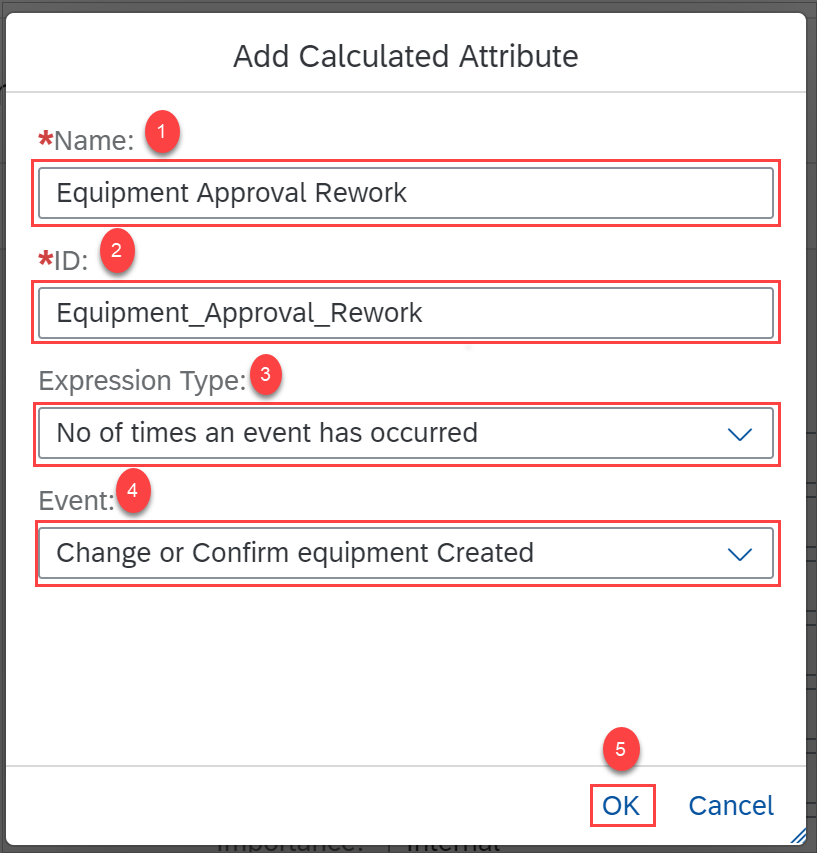 Add Calculated Attribute
*Name: 1
Equipment Approval Rework
*ID: 2
Equipment_Approval_Rework
Expression Type: 3
No of times an event has occurred
Event: 4
Change or Confirm equipment Created
5
OK Cancel
Importance: Internal